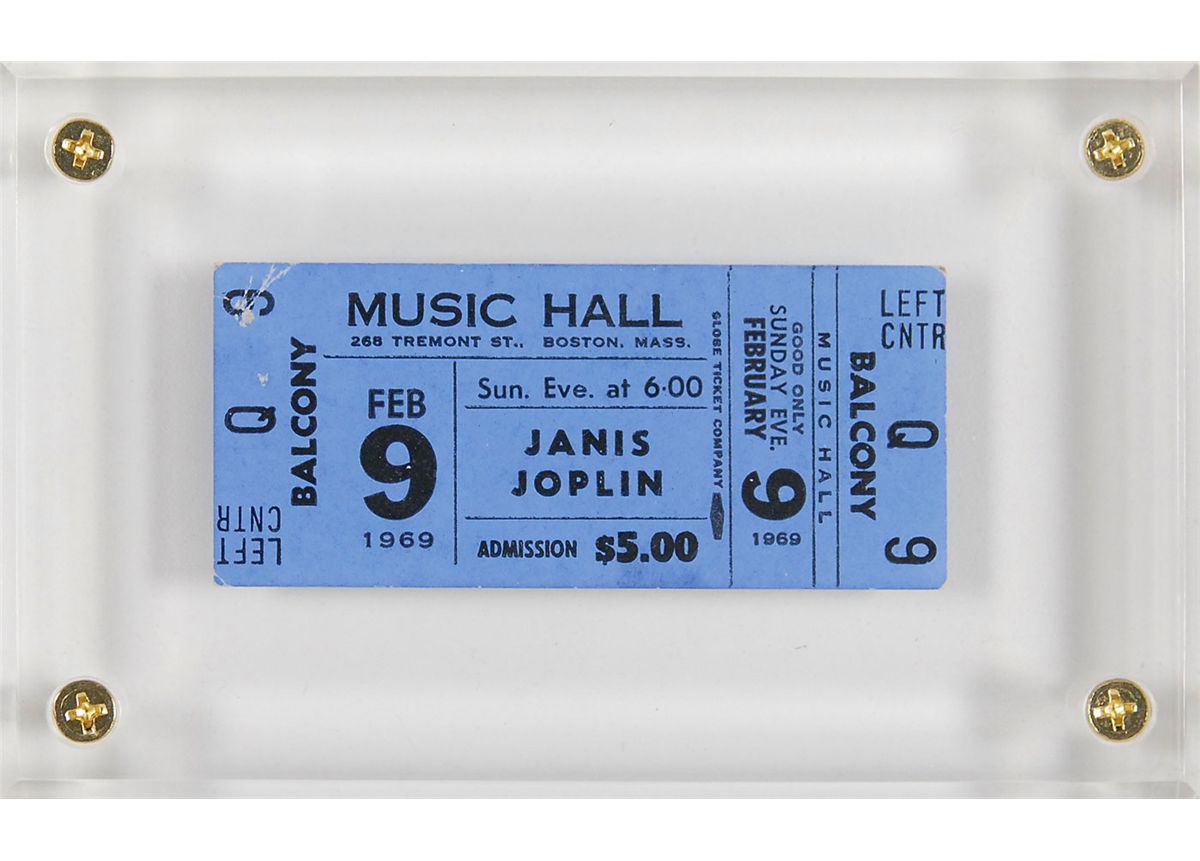 9
Q
LEFT
CNTR
BALCONY
MUSIC HALL
268 TREMONT ST., BOSTON, MASS.
FEB
9
1969
Sun. Eve. at 6·00
JANIS
JOPLIN
ADMISSION $5.00
GLOBE TICKET COMPANY
GOOD ONLY
SUNDAY EVE.
FEBRUARY
9
1969
MUSIC HALL
LEFT
CNTR
BALCONY
Q
9